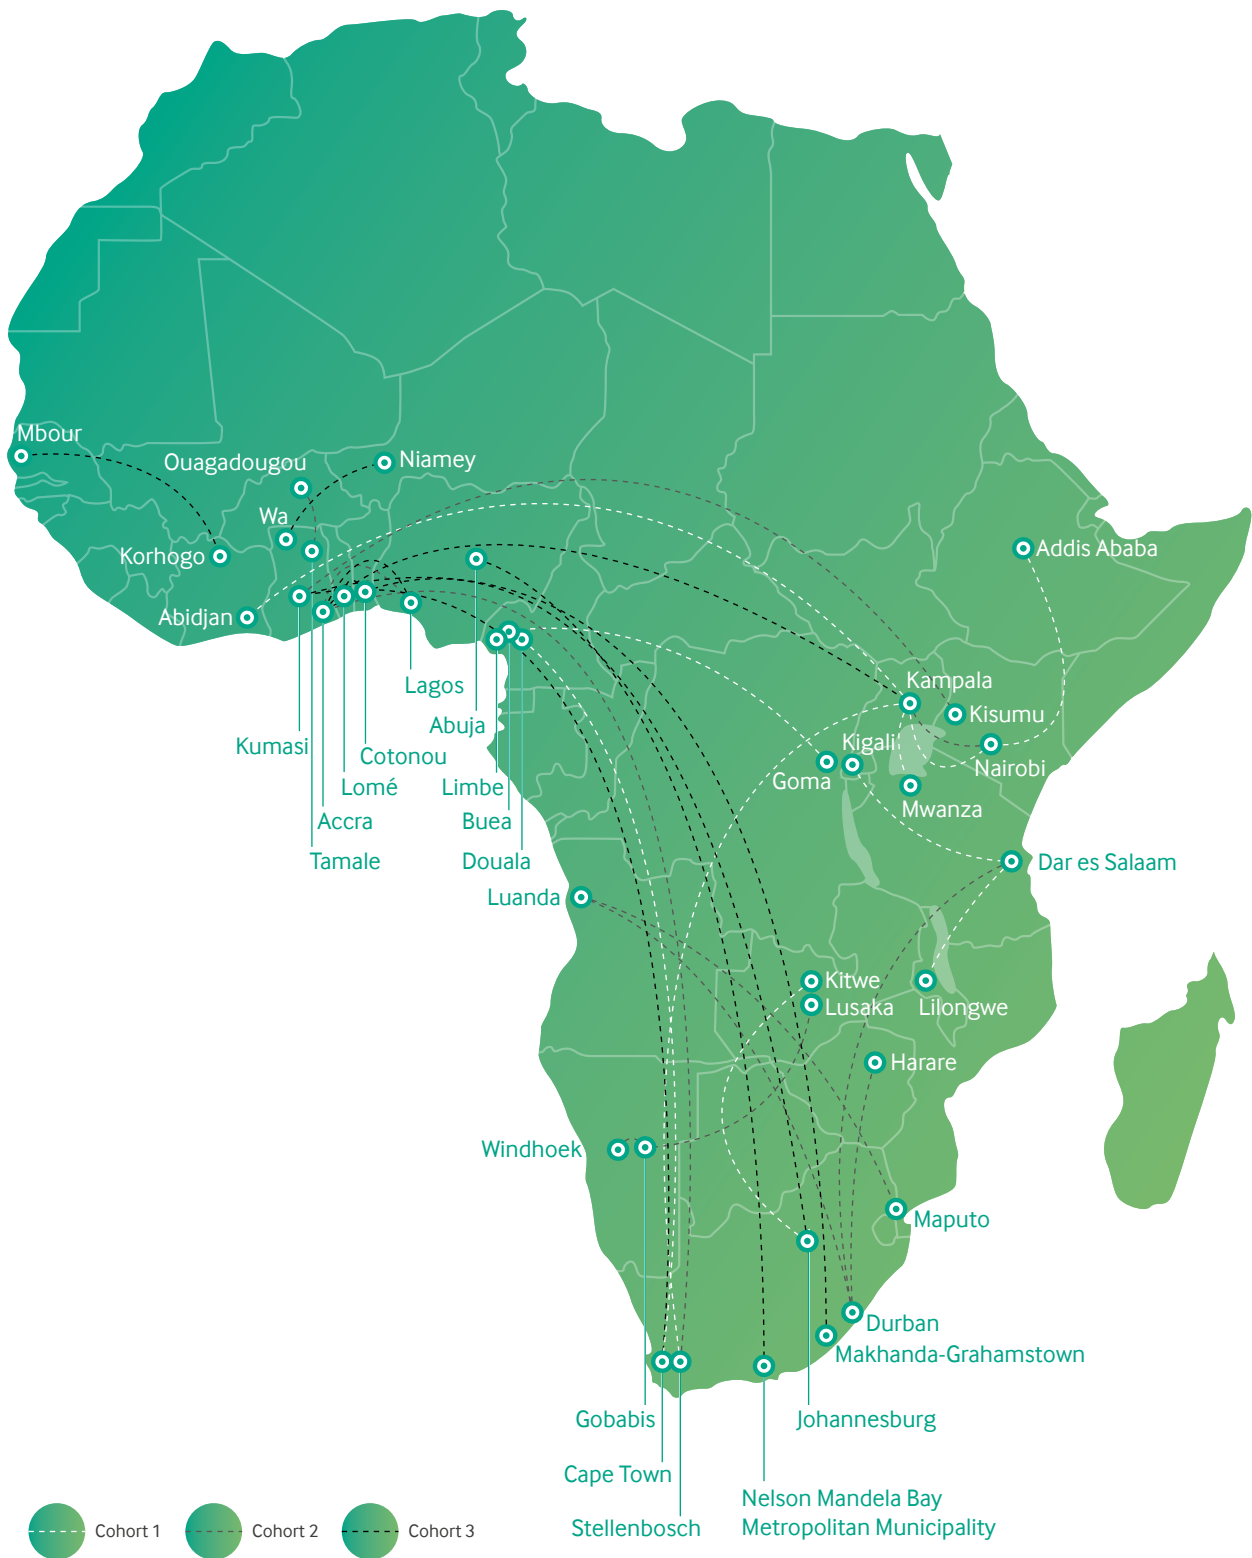 Mbour
Ouagadougou
Niamey
Wa
Korhogo
Addis Ababa
Abidjan
Kampala
Lagos
Kisumu
Abuja
Kumasi
Kigali
Cotonou
Nairobi
Goma
Lomé
Limbe
Mwanza
Accra
Buea
Tamale
Douala
Dar es Salaam
Luanda
Kitwe
Lusaka
Lilongwe
Harare
Windhoek
Maputo
Durban
Makhanda-Grahamstown
Gobabis
Johannesburg
Cape Town
Nelson Mandela Bay
Metropolitan Municipality
Stellenbosch
Cohort 1
Cohort 2
Cohort 3